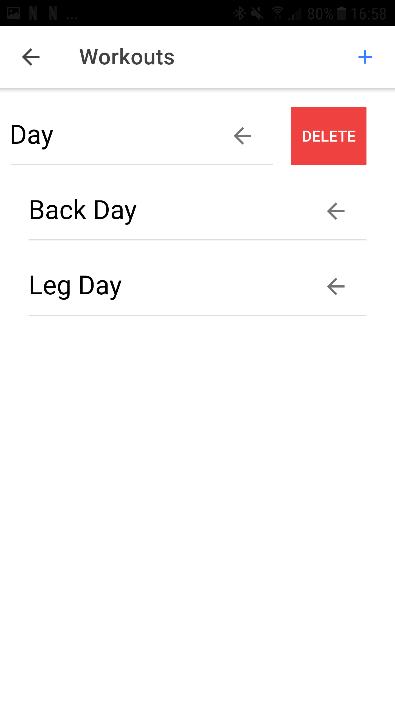 N N ... 80% 16:58
Workouts +
Day DELETE
Back Day
Leg Day